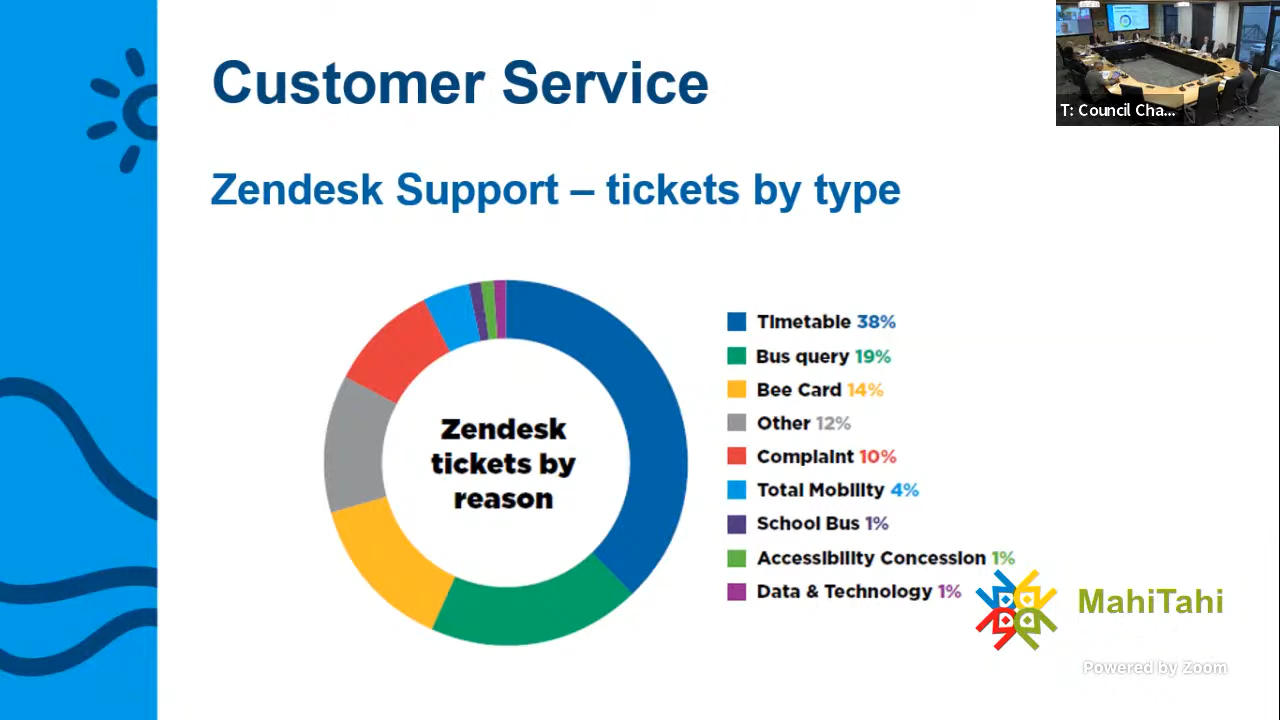 Customer Service
T: Council Cha...
Zendesk Support – tickets by type
Zendesk
tickets by
reason
Timetable 38%
Bus query 19%
Bee Card 14%
Other 12%
Complaint 10%
Total Mobility 4%
School Bus 1%
Accessibility Concession 1%
Data & Technology 1%
MahiTahi
Powered by Zoom